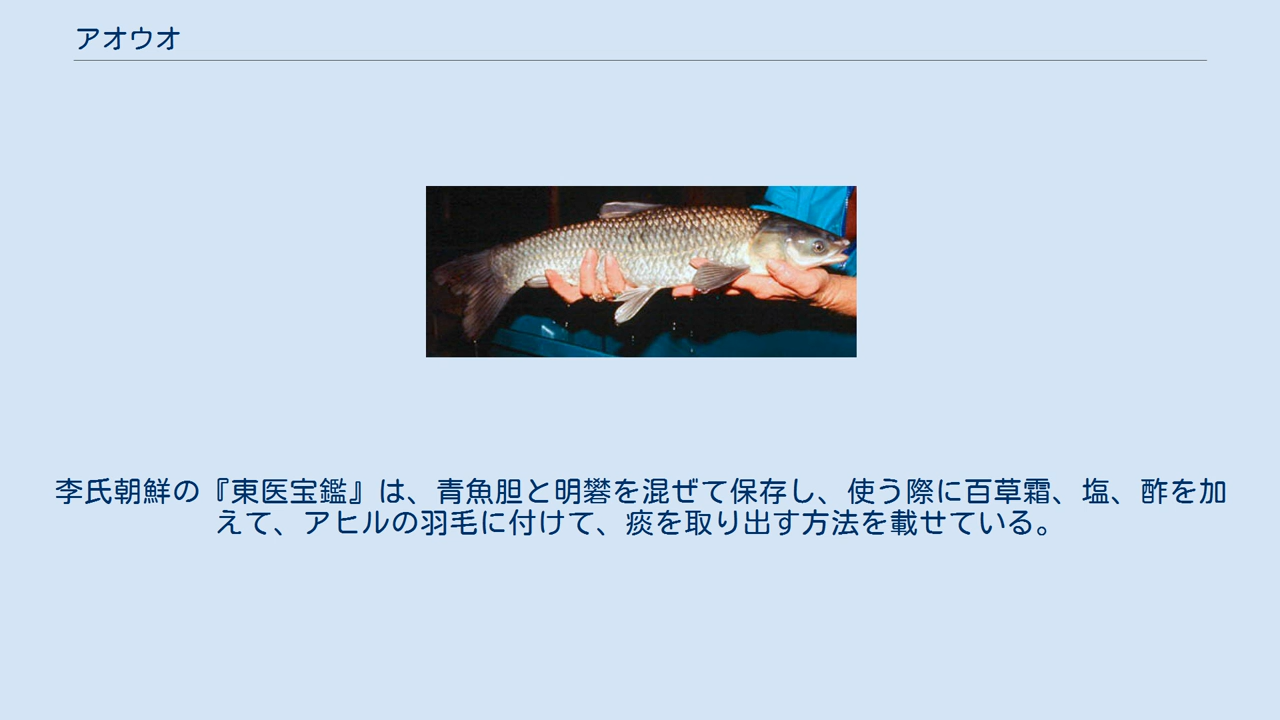 アオウオ
李氏朝鮮の『東医宝鑑』は、青魚胆と明礬を混ぜて保存し、使う際に百草霜、塩、酢を加
えて、アヒルの羽毛に付けて、痰を取り出す方法を載せている。